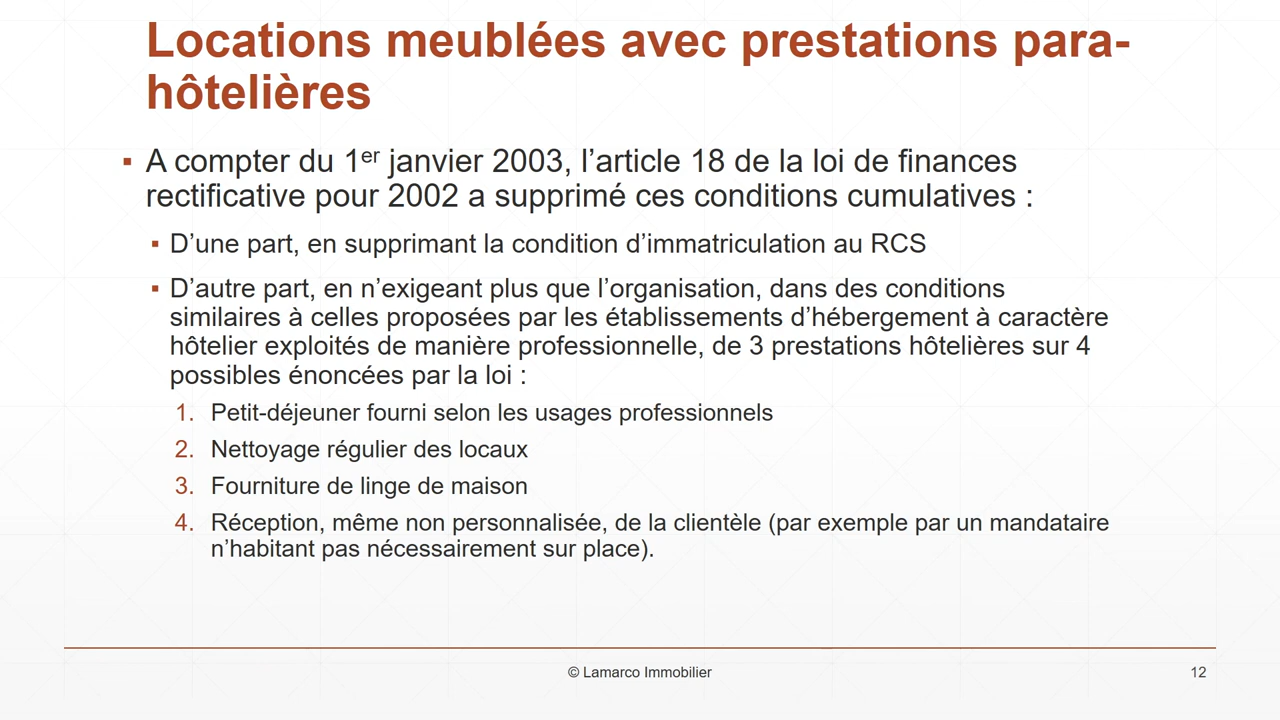 Locations meublées avec prestations para-
hôtelières
▪ A compter du 1er janvier 2003, l’article 18 de la loi de finances
rectificative pour 2002 a supprimé ces conditions cumulatives :
▪ D’une part, en supprimant la condition d’immatriculation au RCS
▪ D’autre part, en n’exigeant plus que l’organisation, dans des conditions
similaires à celles proposées par les établissements d’hébergement à caractère
hôtelier exploités de manière professionnelle, de 3 prestations hôtelières sur 4
possibles énoncées par la loi :
1. Petit-déjeuner fourni selon les usages professionnels
2. Nettoyage régulier des locaux
3. Fourniture de linge de maison
4. Réception, même non personnalisée, de la clientèle (par exemple par un mandataire
n’habitant pas nécessairement sur place).
© Lamarco Immobilier
12